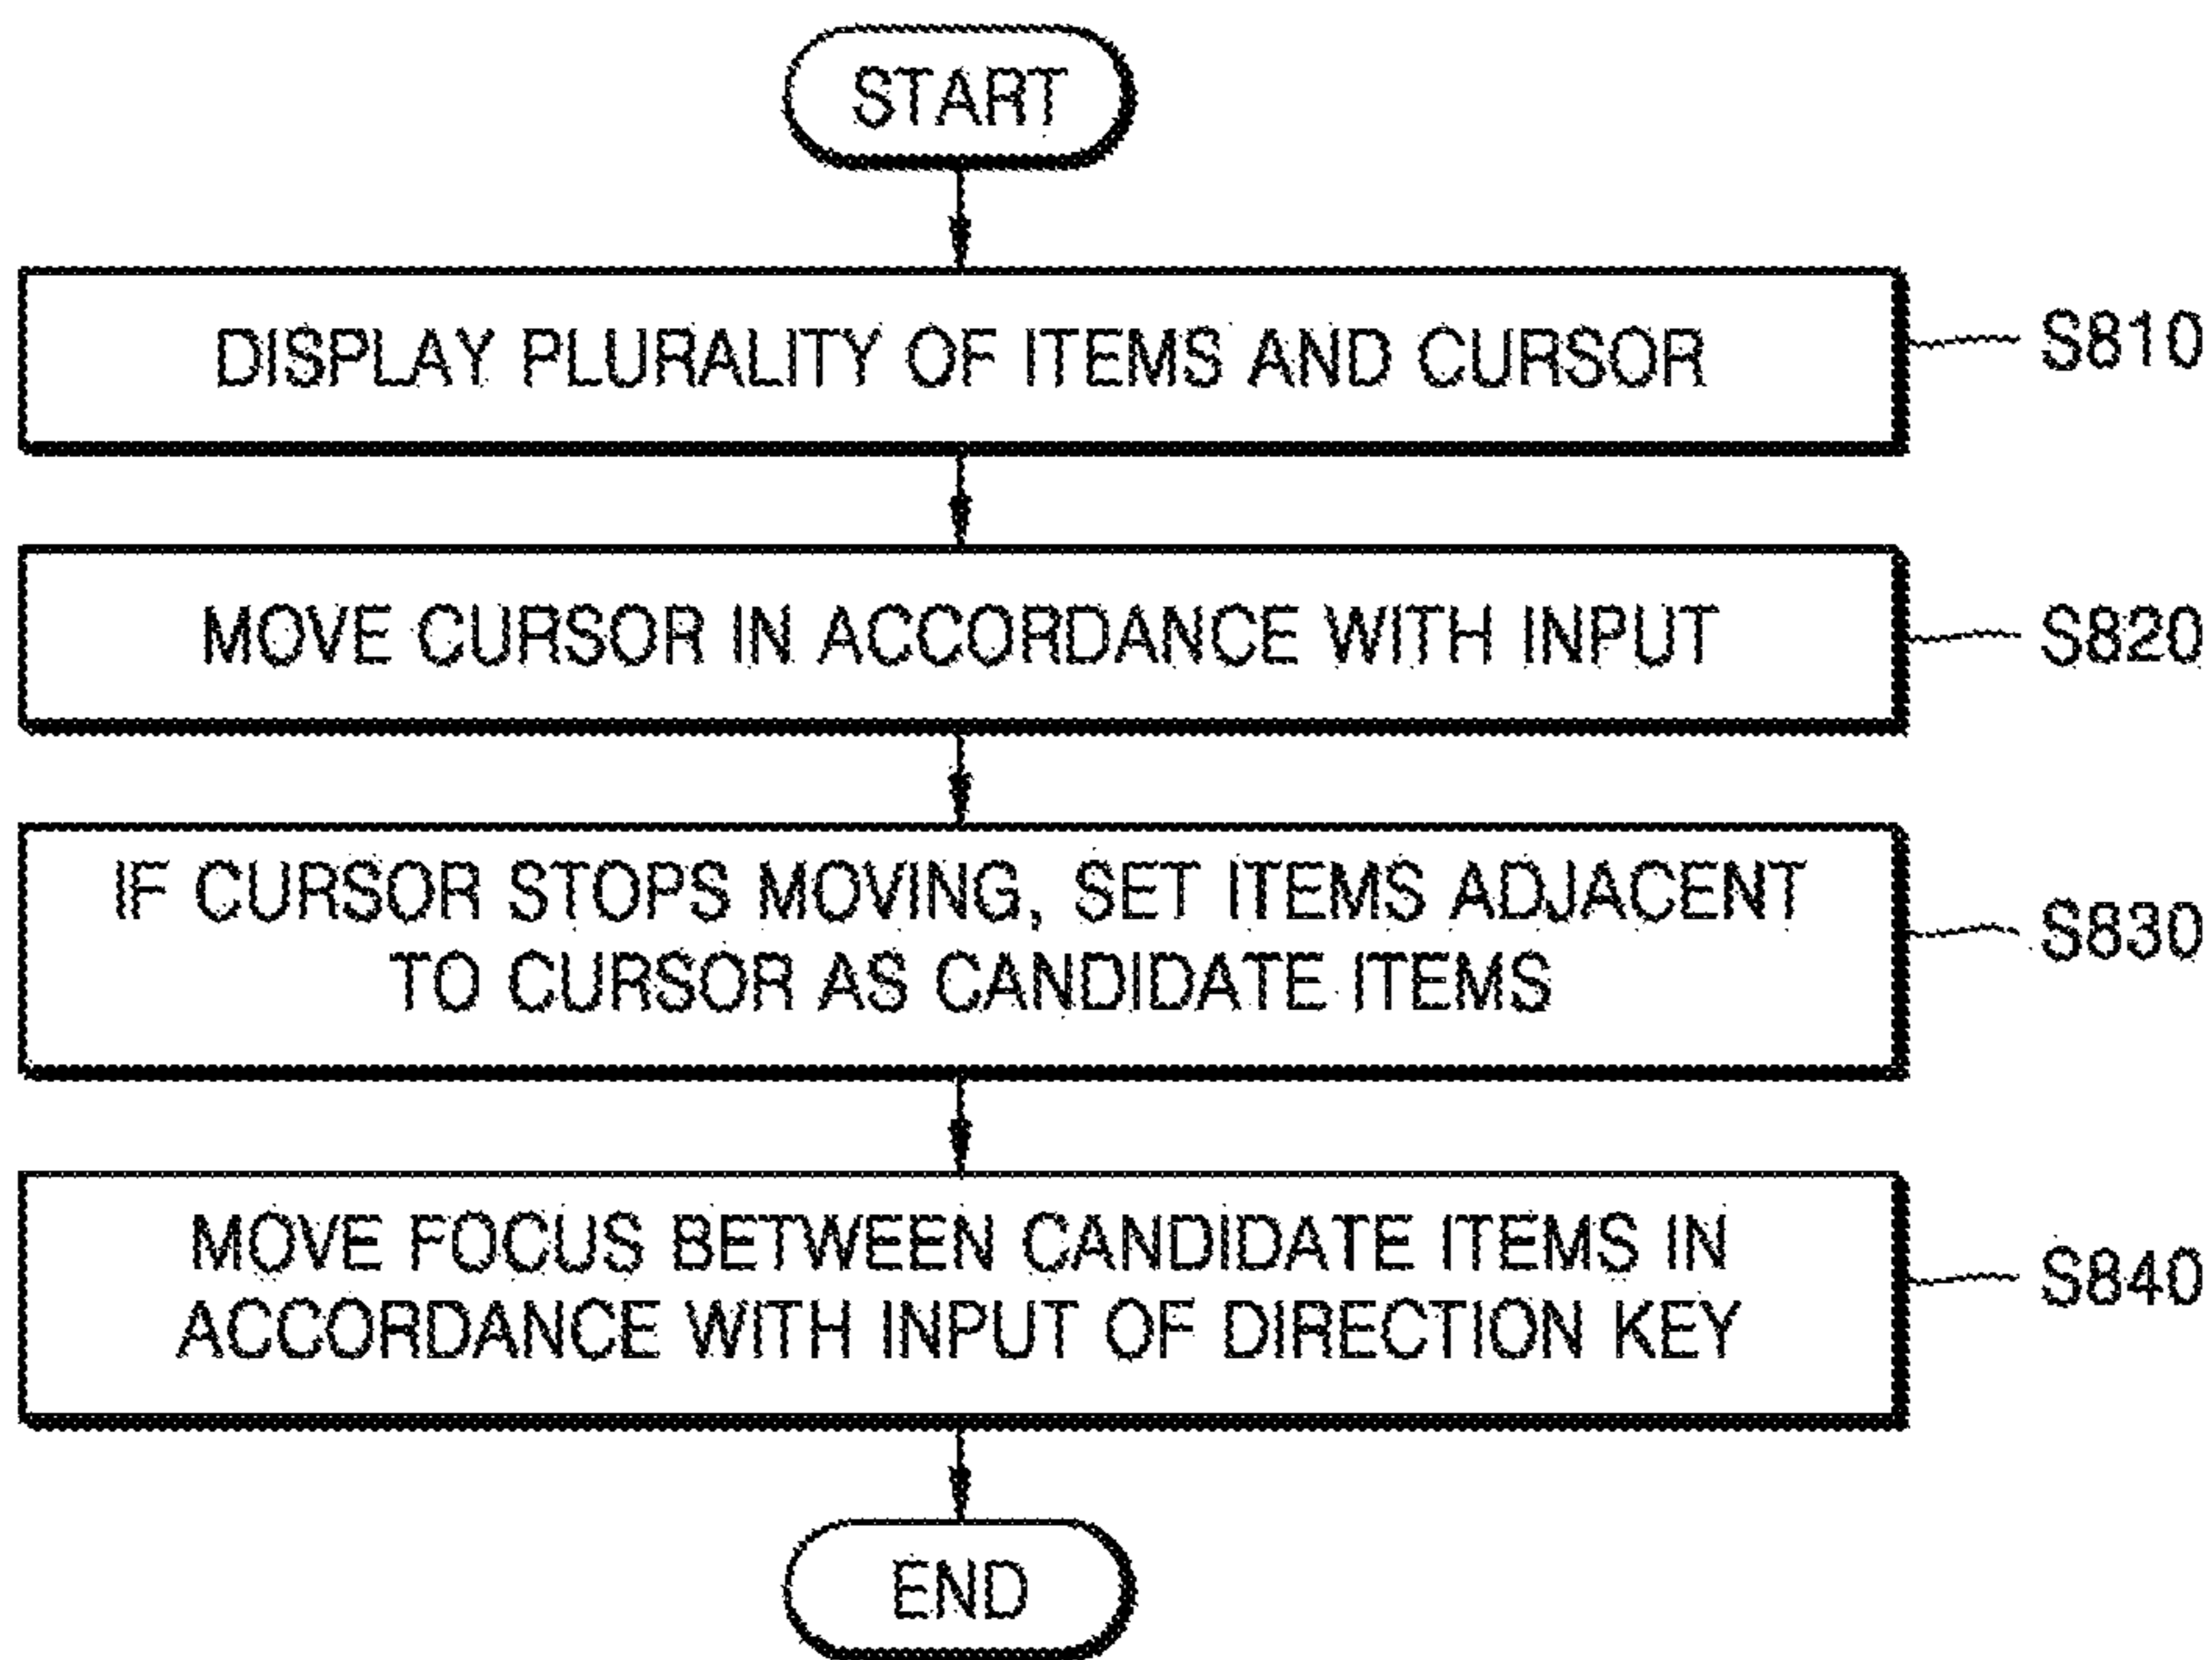 START
DISPLAY PLURALITY OF ITEMS AND CURSOR
S810
MOVE CURSOR IN ACCORDANCE WITH INPUT
S820
IF CURSOR STOPS MOVING, SET ITEMS ADJACENT
TO CURSOR AS CANDIDATE ITEMS
S830
MOVE FOCUS BETWEEN CANDIDATE ITEMS IN
ACCORDANCE WITH INPUT OF DIRECTION KEY
S840
END